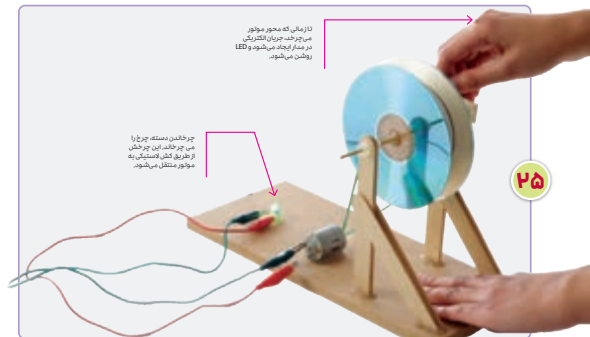 تا زمانی که محور موتور
می‌چرخد، جریان الکتریکی
در مدار ایجاد می‌شود و LED
روشن می‌شود.
چرخاندن دسته، چرخ را
می چرخاند. این چرخش
از طریق کش لاستیکی به
موتور منتقل می‌شود.
۲۵